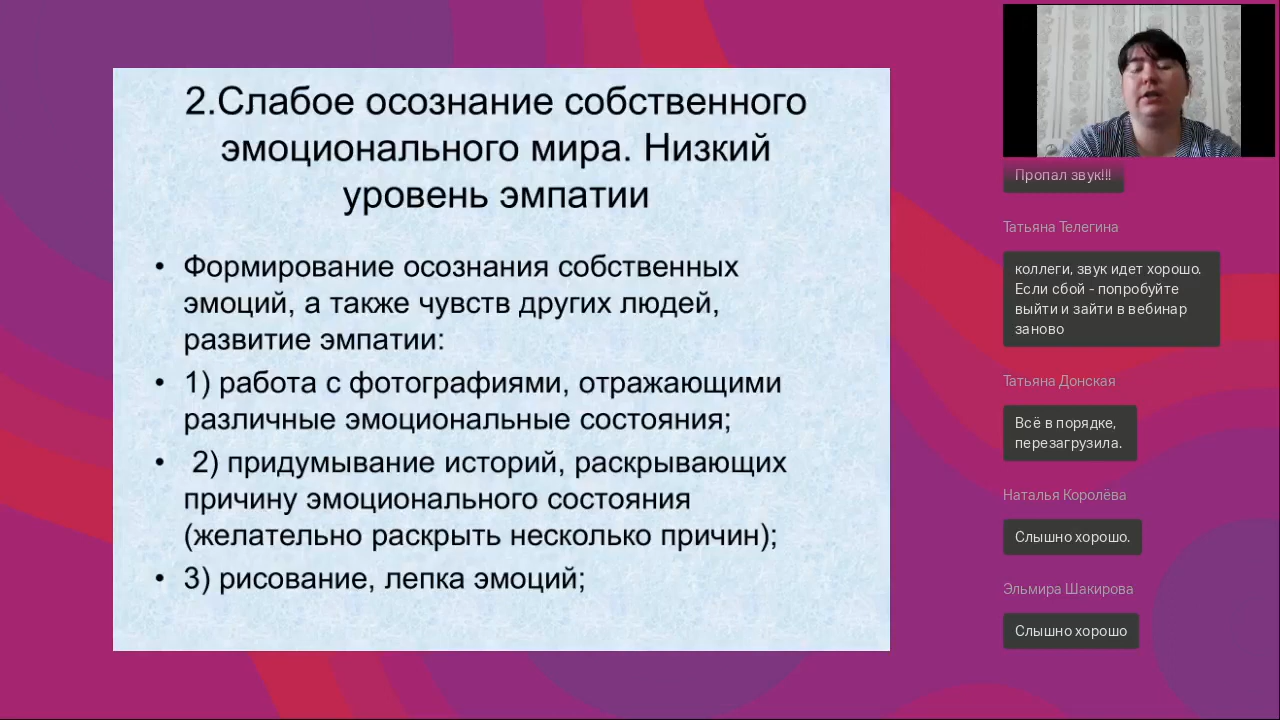 2.Слабое осознание собственного
эмоционального мира. Низкий
уровень эмпатии
• Формирование осознания собственных
эмоций, а также чувств других людей,
развитие эмпатии:
• 1) работа с фотографиями, отражающими
различные эмоциональные состояния;
• 2) придумывание историй, раскрывающих
причину эмоционального состояния
(желательно раскрыть несколько причин);
• 3) рисование, лепка эмоций;
Пропал звук!!!
Татьяна Телегина
коллеги, звук идет хорошо.
Если сбой - попробуйте
выйти и зайти в вебинар
заново
Татьяна Донская
Всё в порядке,
перезагрузила.
Наталья Королёва
Слышно хорошо.
Эльмира Шакирова
Слышно хорошо